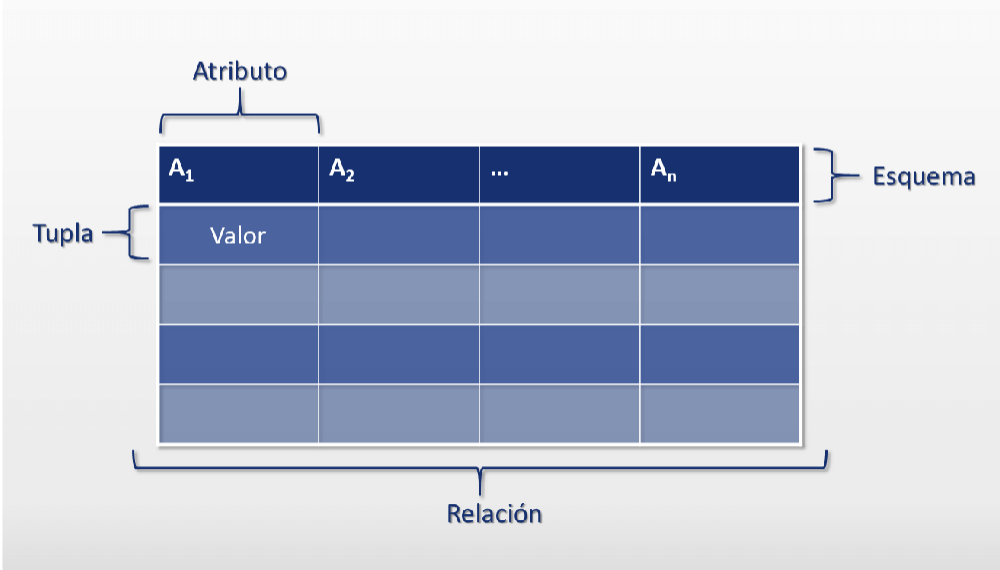 Atributo
A₁ A₂ ... Aₙ
Esquema
Tupla
Valor
Relación